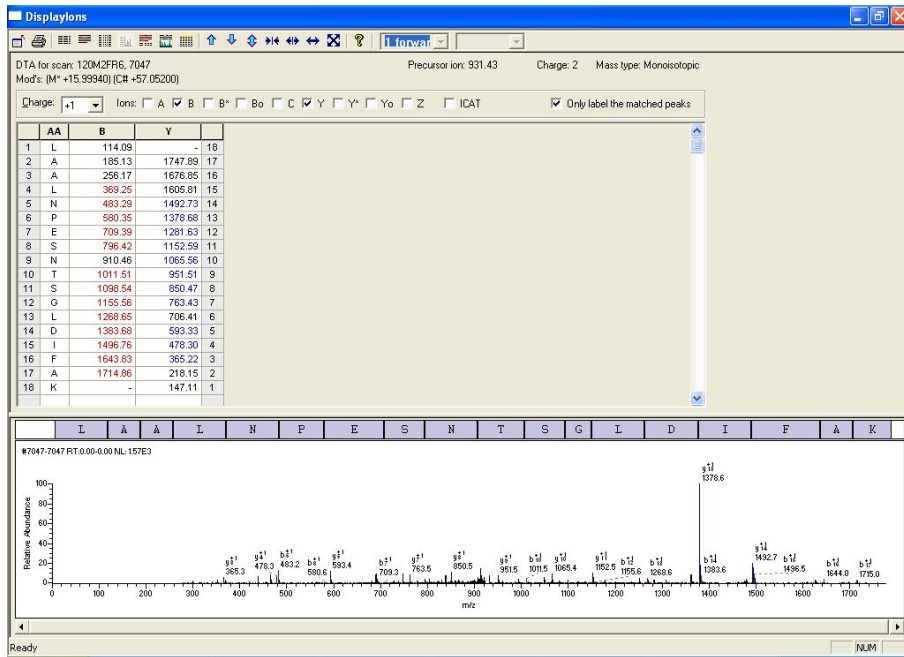 DisplayIons
1 forwar
DTA for scan: 120M2FR6, 7047 Precursor ion: 931.43 Charge: 2 Mass type: Monoisotopic
Mod's: (M* +15.99940) (C# +57.05200)
Charge: +1 Ions: A B B* Bo C Y Y* Yo Z ICAT Only label the matched peaks
AA B Y
1 L 114.09 - 18
2 A 185.13 1747.89 17
3 A 256.17 1676.85 16
4 L 369.25 1605.81 15
5 N 483.29 1492.73 14
6 P 580.35 1378.68 13
7 E 709.39 1281.63 12
8 S 796.42 1152.59 11
9 N 910.46 1065.56 10
10 T 1011.51 951.51 9
11 S 1098.54 850.47 8
12 G 1155.56 763.43 7
13 L 1268.65 706.41 6
14 D 1383.68 593.33 5
15 I 1496.76 478.30 4
16 F 1643.83 365.22 3
17 A 1714.86 218.15 2
18 K - 147.11 1
L A A L N P E S N T S G L D I F A K
#7047-7047 RT:0.00-0.00 NL: 1.57E3
Relative Abundance
100
80
60
40
20
0
365.3
478.3
483.2
580.6
593.4
709.3
763.5
850.5
951.5
1011.5
1065.4
1152.5
1155.6
1268.6
1378.6
1383.6
1492.7
1496.5
1644.0
1715.0
0 100 200 300 400 500 600 700 800 900 1000 1100 1200 1300 1400 1500 1600 1700
m/z
Ready NUM